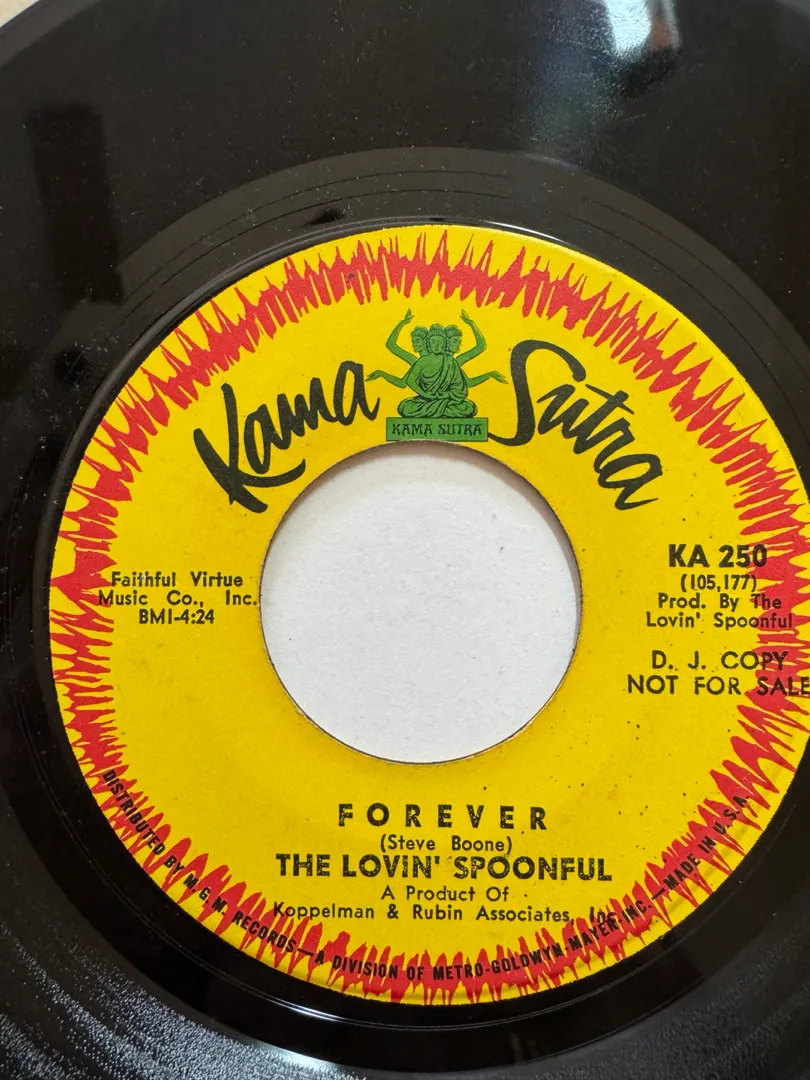 Kama Sutra
KAMA SUTRA
Faithful Virtue
Music Co., Inc.
BMI-4:24
KA 250
(105,177)
Prod. By The
Lovin' Spoonful
D. J. COPY
NOT FOR SALE
FOREVER
(Steve Boone)
THE LOVIN' SPOONFUL
A Product Of
Koppelman & Rubin Associates, Inc.
DISTRIBUTED BY M.G.M. RECORDS—A DIVISION OF METRO-GOLDWYN-MAYER INC.—MADE IN U.S.A.